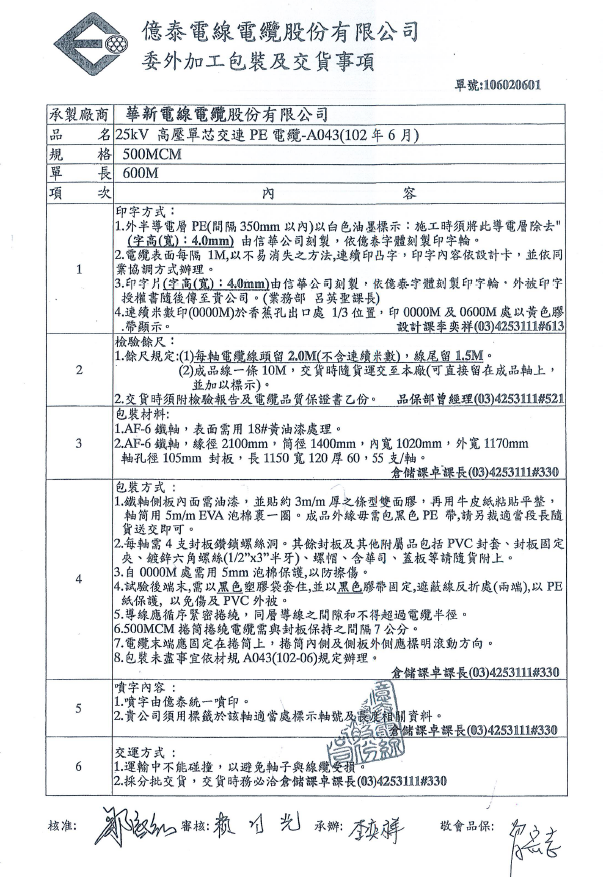 億泰電線電纜股份有限公司
委外加工包裝及交貨事項
單號:106020601
承製廠商 華新電線電纜股份有限公司
品名 25kV 高壓單芯交連 PE 電纜-A043(102 年 6 月)
規格 500MCM
單長 600M
項次 內容
1
印字方式：
1.外半導電層 PE(間隔 350mm 以內)以白色油墨標示：施工時須將此導電層除去"
(字高(寬)：4.0mm) 由信華公司刻製，依億泰字體刻製印字輪。
2.電纜表面每隔 1M,以不易消失之方法,連續印凸字，印字內容依設計卡，並依同
業協調方式辦理。
3.印字片(字高(寬)：4.0mm)由信華公司刻製，依億泰字體刻製印字輪，外被印字
授權書隨後傳至貴公司。(業務部 呂英聖課長)
4.連續米數印(0000M)於香蕉孔出口處 1/3 位置，印 0000M 及 0600M 處以黃色膠
帶顯示。 設計課李奕祥(03)4253111#613
2
檢驗餘尺：
1.餘尺規定:(1)每軸電纜線頭留 2.0M(不含連續米數)，線尾留 1.5M。
(2)成品線一條 10M，交貨時隨貨運交至本廠(可直接留在成品軸上，
並加以標示)。
2.交貨時須附檢驗報告及電纜品質保證書乙份。 品保部曾經理(03)4253111#521
3
包裝材料:
1.AF-6 鐵軸，表面需用 18#黃油漆處理。
2.AF-6 鐵軸，線徑 2100mm，筒徑 1400mm，內寬 1020mm，外寬 1170mm
軸孔徑 105mm 封板，長 1150 寬 120 厚 60，55 支/軸。
倉儲課卓課長(03)4253111#330
4
包裝方式：
1.鐵軸側板內面需油漆，並貼約 3m/m 厚之條型雙面膠，再用牛皮紙粘貼平整，
軸筒用 5m/m EVA 泡棉裹一圈。成品外緣毋需包黑色 PE 帶,請另裁適當段長隨
貨送交即可。
2.每軸需 4 支封板鑽鎖螺絲洞。其餘封板及其他附屬品包括 PVC 封套、封板固定
夾、鍍鋅六角螺絲(1/2"x3"半牙)、螺帽、含華司、蓋板等請隨貨附上。
3.自 0000M 處需用 5mm 泡棉保護,以防擦傷。
4.試驗後端末,需以黑色塑膠袋套住,並以黑色膠帶固定,遮蔽線反折處(兩端),以 PE
紙保護, 以免傷及 PVC 外被。
5.導線應循序緊密捲繞，同層導線之間隙和不得超過電纜半徑。
6.500MCM 捲筒捲繞電纜需與封板保持之間隔 7 公分。
7.電纜末端應固定在捲筒上，捲筒內側及側板外側應標明滾動方向。
8.包裝未盡事宜依材規 A043(102-06)規定辦理。
倉儲課卓課長(03)4253111#330
5
噴字內容：
1.噴字由億泰統一噴印。
2.貴公司須用標籤於該軸適當處標示軸號及長度相關資料。
倉儲課卓課長(03)4253111#330
6
交運方式：
1.運輸中不能碰撞，以避免軸子與線纜受損。
2.採分批交貨，交貨時務必洽倉儲課卓課長(03)4253111#330
核准: 審核: 承辦: 李奕祥 敬會品保: